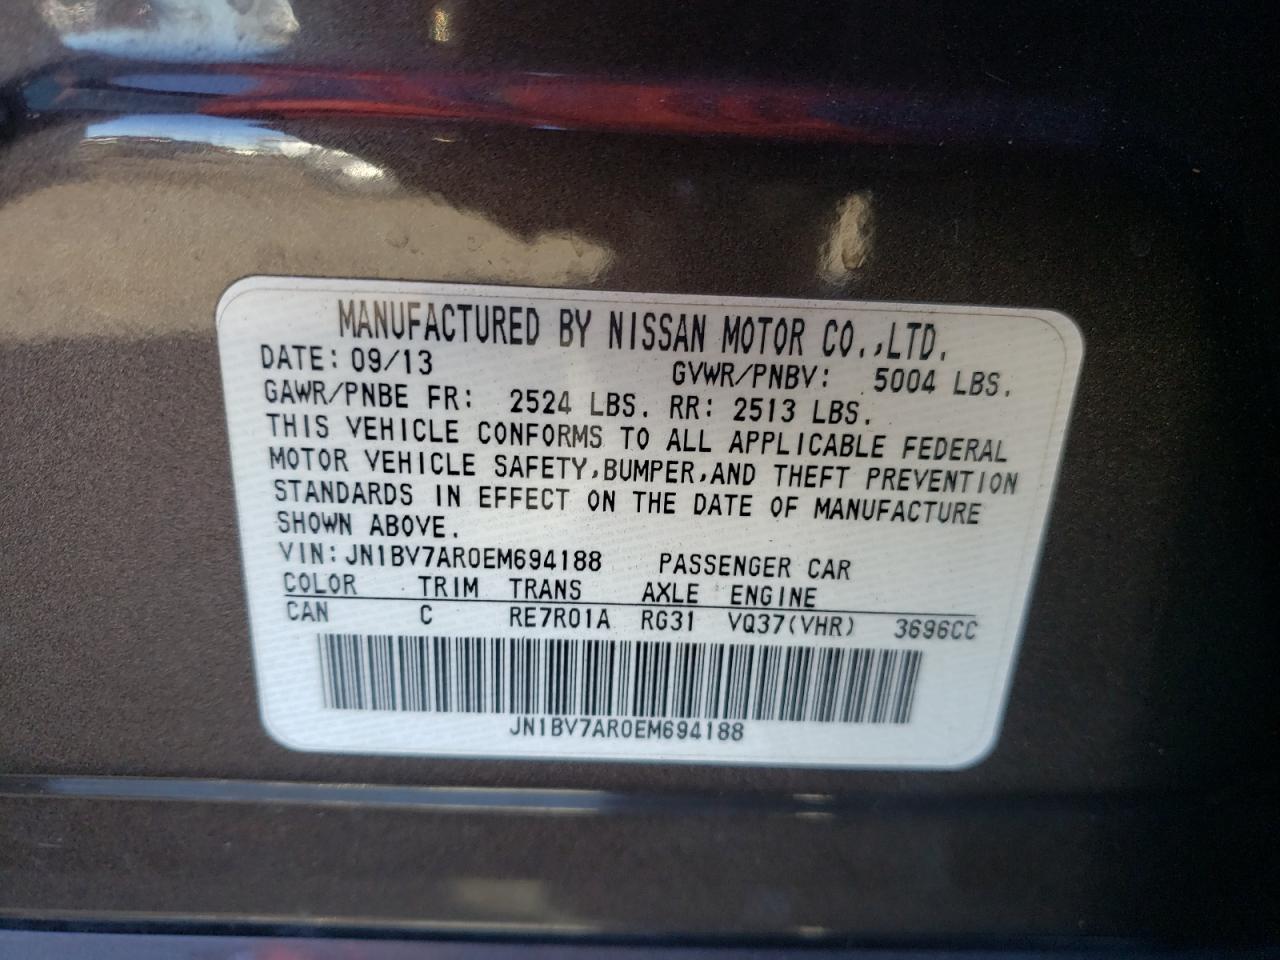 MANUFACTURED BY NISSAN MOTOR CO.,LTD.
DATE: 09/13 GVWR/PNBV: 5004 LBS.
GAWR/PNBE FR: 2524 LBS. RR: 2513 LBS.
THIS VEHICLE CONFORMS TO ALL APPLICABLE FEDERAL
MOTOR VEHICLE SAFETY,BUMPER,AND THEFT PREVENTION
STANDARDS IN EFFECT ON THE DATE OF MANUFACTURE
SHOWN ABOVE.
VIN: JN1BV7AR0EM694188 PASSENGER CAR
COLOR TRIM TRANS AXLE ENGINE
CAN C RE7R01A RG31 VQ37(VHR) 3696CC
JN1BV7AR0EM694188